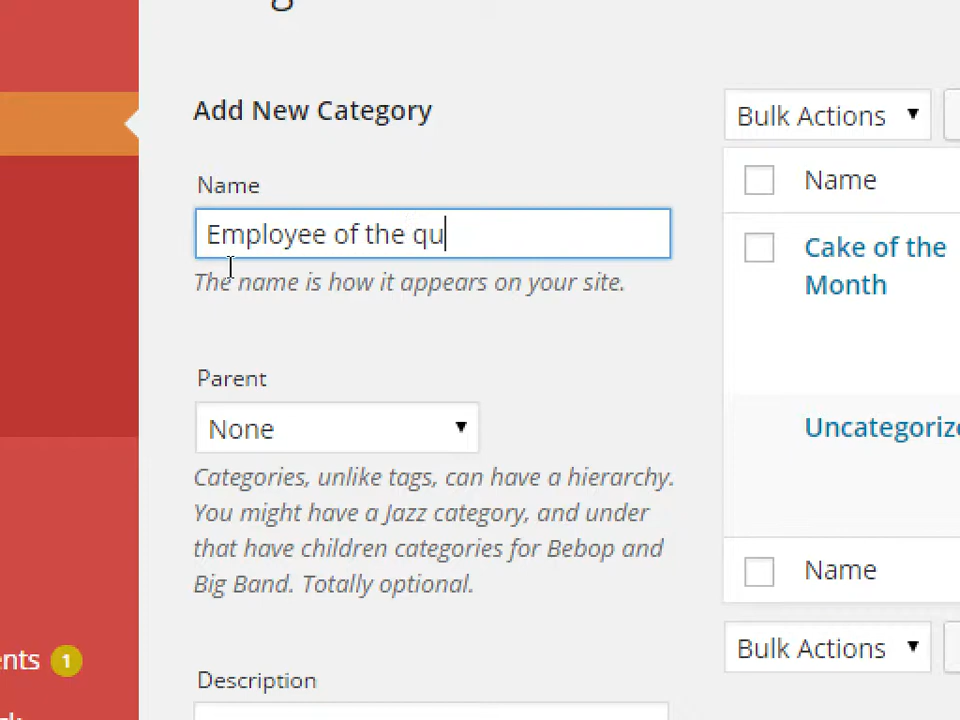 Add New Category
Name
Employee of the qu
The name is how it appears on your site.
Parent
None
Categories, unlike tags, can have a hierarchy.
You might have a Jazz category, and under
that have children categories for Bebop and
Big Band. Totally optional.
Description
Bulk Actions
Name
Cake of the
Month
Uncategorize
Name
Bulk Actions
ents 1